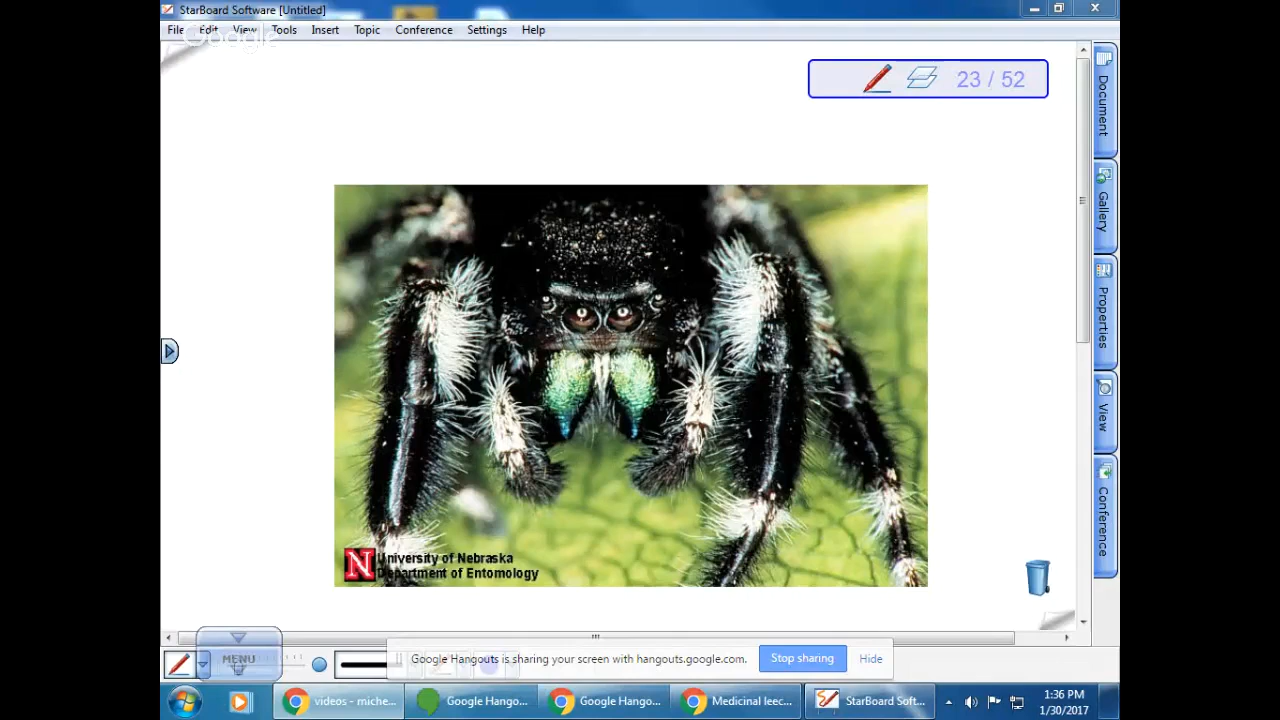 StarBoard Software [Untitled]
File Edit View Tools Insert Topic Conference Settings Help
Google
23 / 52
Document
Gallery
Properties
View
Conference
N University of Nebraska
Department of Entomology
MENU
Google Hangouts is sharing your screen with hangouts.google.com. Stop sharing Hide
videos - miche... Google Hango... Google Hango... Medicinal leec... StarBoard Soft...
1:36 PM
1/30/2017